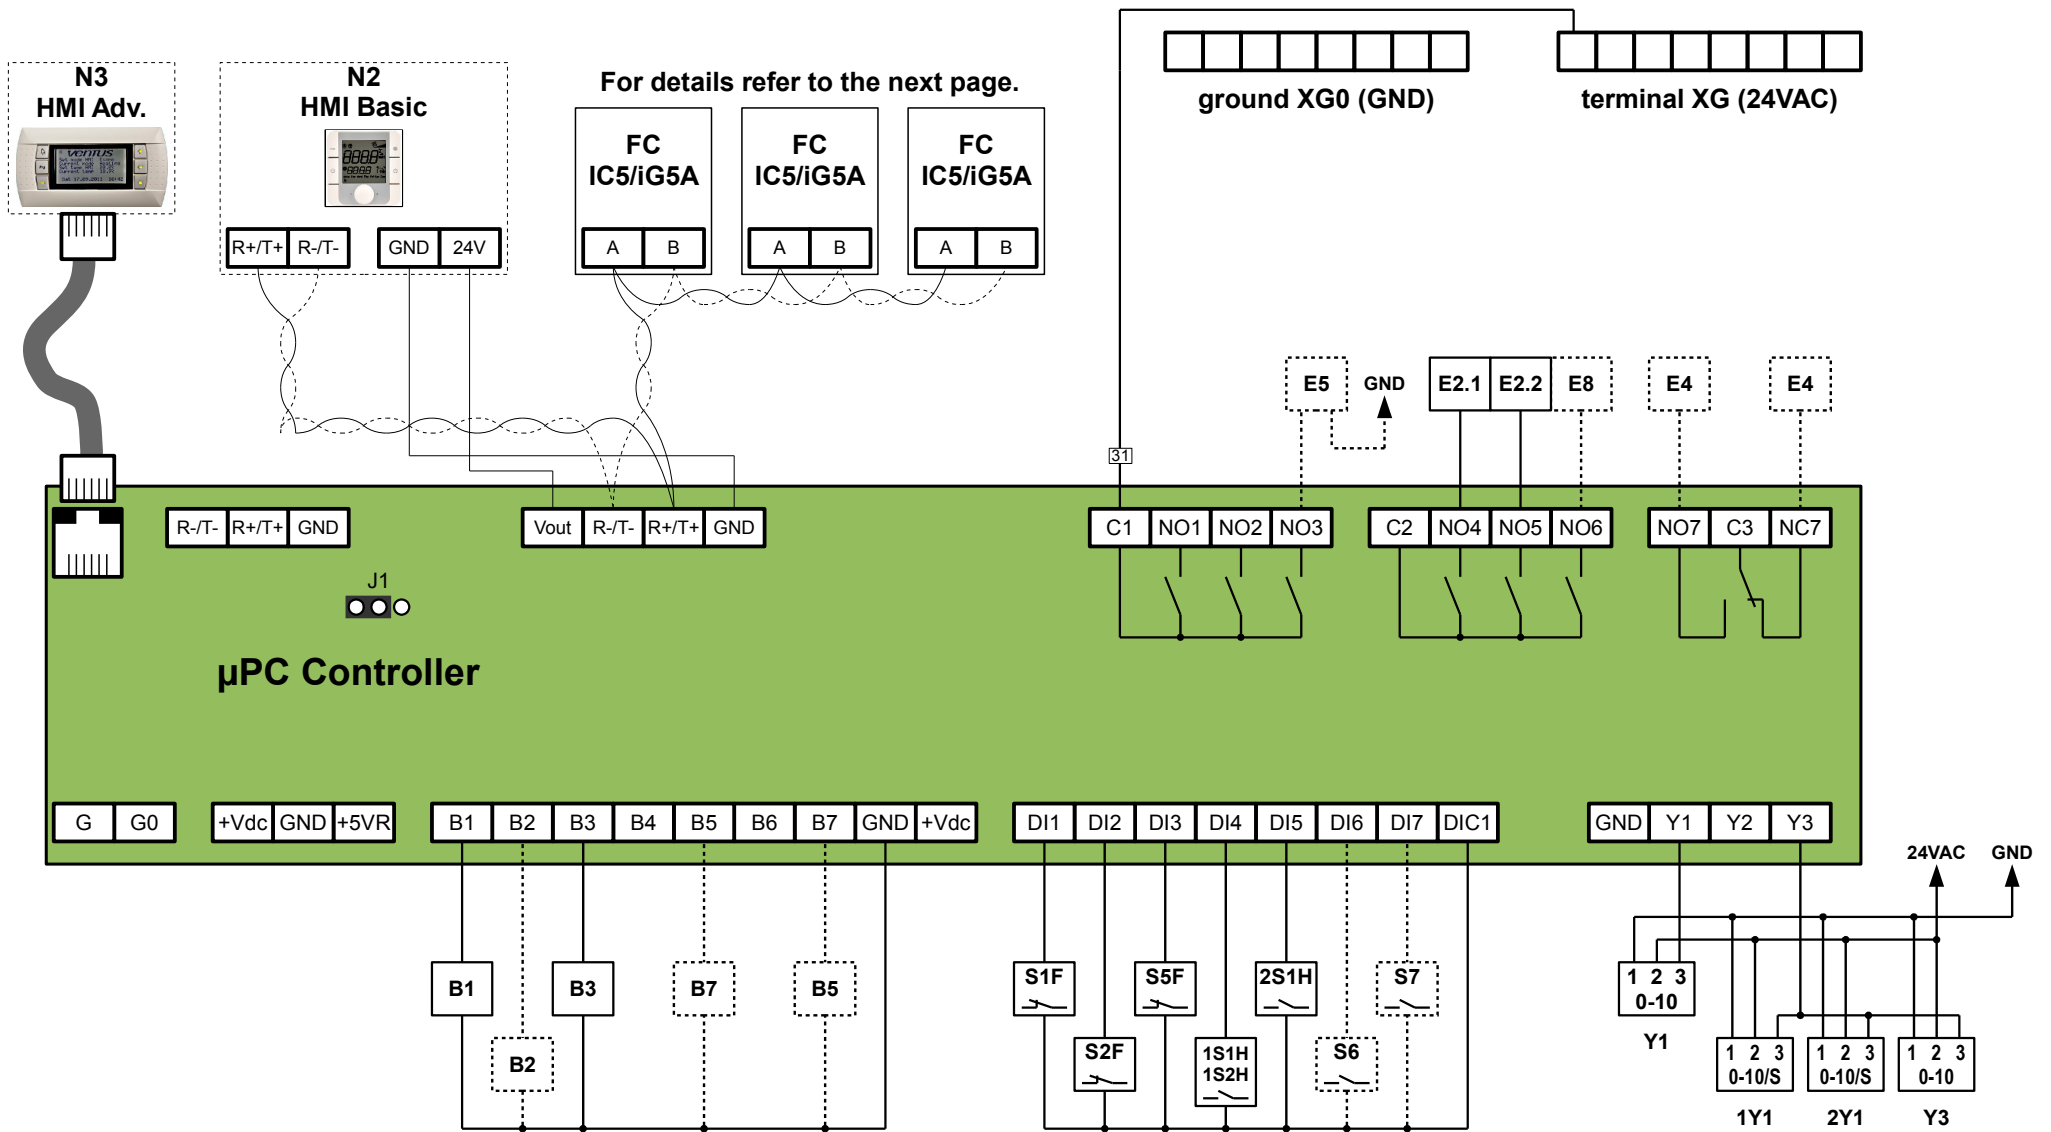 N3
HMI Adv.
N2
HMI Basic
For details refer to the next page.
ground XG0 (GND)
terminal XG (24VAC)
FC
IC5/iG5A
FC
IC5/iG5A
FC
IC5/iG5A
ventus
R+/T+ R-/T- GND 24V
A B A B A B
E5 GND E2.1 E2.2 E8 E4 E4
31
R-/T- R+/T+ GND
Vout R-/T- R+/T+ GND
C1 NO1 NO2 NO3
C2 NO4 NO5 NO6
NO7 C3 NC7
J1
µPC Controller
G G0
+Vdc GND +5VR
B1 B2 B3 B4 B5 B6 B7 GND +Vdc
DI1 DI2 DI3 DI4 DI5 DI6 DI7 DIC1
GND Y1 Y2 Y3
24VAC GND
B1 B3 B7 B5
B2
S1F S5F 2S1H S7
S2F
1S1H
1S2H
S6
1 2 3
0-10
Y1
1 2 3
0-10/S
1Y1
1 2 3
0-10/S
2Y1
1 2 3
0-10
Y3